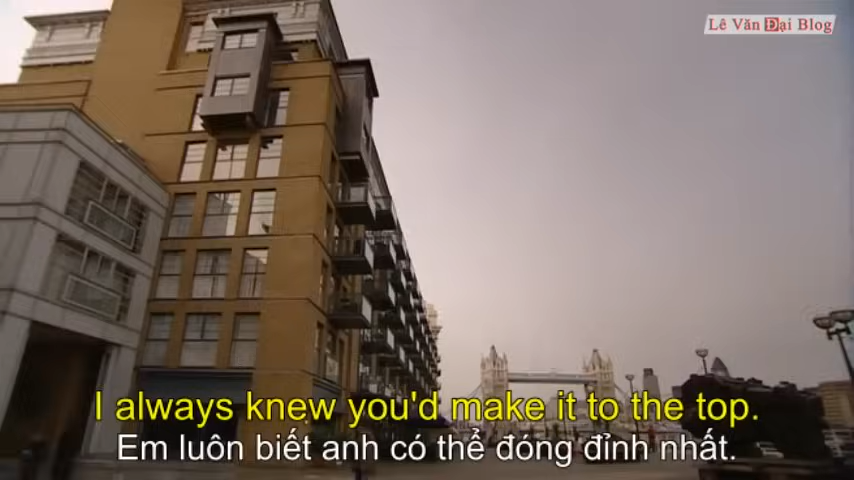 Lê Văn Đại Blog
I always knew you'd make it to the top.
Em luôn biết anh có thể đóng đỉnh nhất.